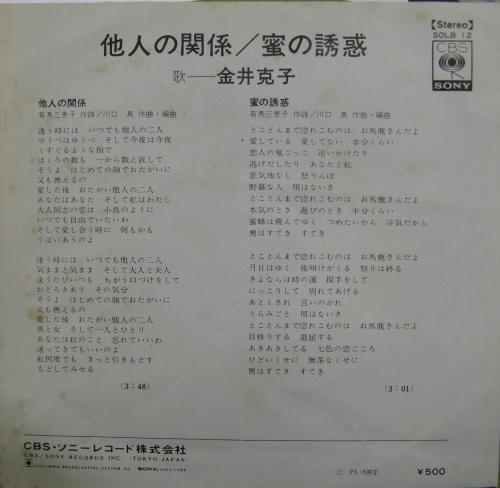 【Stereo】
SOLB 12
CBS
SONY
他人の関係／蜜の誘惑
歌──金井克子
他人の関係
有馬三恵子 作詩／川口 真 作曲・編曲
逢う時には いつでも他人の二人
ゆうべはゆうべ そして今夜は今夜
くすぐるような指で
ほくろの数も 一から数え直して
そうよ はじめての顔でおたがいに
又も燃えるの
愛した後 おたがい他人の二人
あなたはあなた そして私はわたし
大人同志の恋は 小鳥のように
いつでも自由でいたいわ
そして愛し合う時に 何もかも
うばいあうのよ
逢う時には いつでも他人の二人
気ままと気まま そして大人と大人
逢うたびいつも ちがう口づけをして
おどろきあう その気分
そうよ はじめての顔でおたがいに
又も燃えるの
愛した後 おたがい他人の二人
男と女 そして一人とひとり
あなたは私のこと 忘れていいわ
迷ってきてもいいのよ
私何度でも きっと引きもどす
もどしてみせる
(3：48)
蜜の誘惑
有馬三恵子 作詩／川口 真 作曲・編曲
とことんまで惚れこむのは お馬鹿さんだよ
愛している 愛してない 半分くらい
恋人の鬼ごっこ 追いかけたり
逃げだしたり あなたと私
意気地なし 怒りんぼ
野暮な人 用はないさ
とことんまで惚れこむのは お馬鹿さんだよ
本気のとき 遊びのとき 半分くらい
蜜蜂は飛んでゆく つめたいから 浮気だから
男はすてき すてき
とことんまで惚れこむのは お馬鹿さんだよ
月日はゆく 夜明けがくる 祭りは終る
さよならは時の運 握手をして
にっこりして 別れてあげる
あとくされ 言いのがれ
うらみごと 用はないさ
とことんまで惚れこむのは お馬鹿さんだよ
目移りする 退屈する
あきあきしてる 七色の恋ごころ
ひどいくせに 無茶なくせに
男はすてき すてき
(3：01)
CBS・ソニーレコード株式会社
CBS/SONY RECORDS INC. (TOKYO JAPAN)
COLUMBIA BROADCASTING SYSTEM INC. SONY CORP.
Ⓒ PL-5MT
￥500